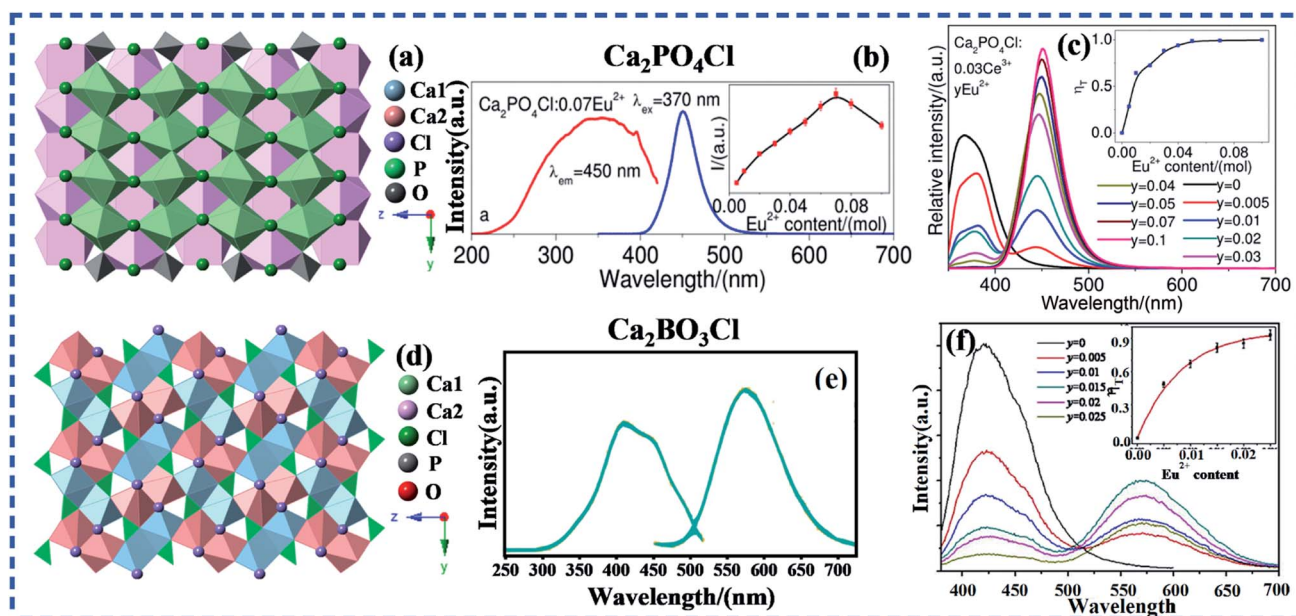 (a)
Ca1
Ca2
Cl
P
O
z
y
Ca₂PO₄Cl
(b)
Ca₂PO₄Cl:0.07Eu²⁺ λex=370 nm
λem=450 nm
a
Intensity(a.u.)
200 300 400 500 600 700
Wavelength/(nm)
I/(a.u.)
0.00 0.04 0.08
Eu²⁺ content/(mol)
(c)
Ca₂PO₄Cl:
0.03Ce³⁺
yEu²⁺
Relative intensity/(a.u.)
400 500 600 700
Wavelength/(nm)
ηT
1.0
0.5
0.0
0.00 0.04 0.08
Eu²⁺ content/(mol)
y=0.04 y=0
y=0.05 y=0.005
y=0.07 y=0.01
y=0.1 y=0.02
y=0.03
(d)
Ca1
Ca2
Cl
P
O
z
y
Ca₂BO₃Cl
(e)
Intensity(a.u.)
250 300 350 400 450 500 550 600 650 700
Wavelength/(nm)
(f)
y=0
y=0.005
y=0.01
y=0.015
y=0.02
y=0.025
Intensity(a.u.)
400 450 500 550 600 650 700
Wavelength
0.9
0.6
0.3
0.0
0.00 0.01 0.02
Eu²⁺ content